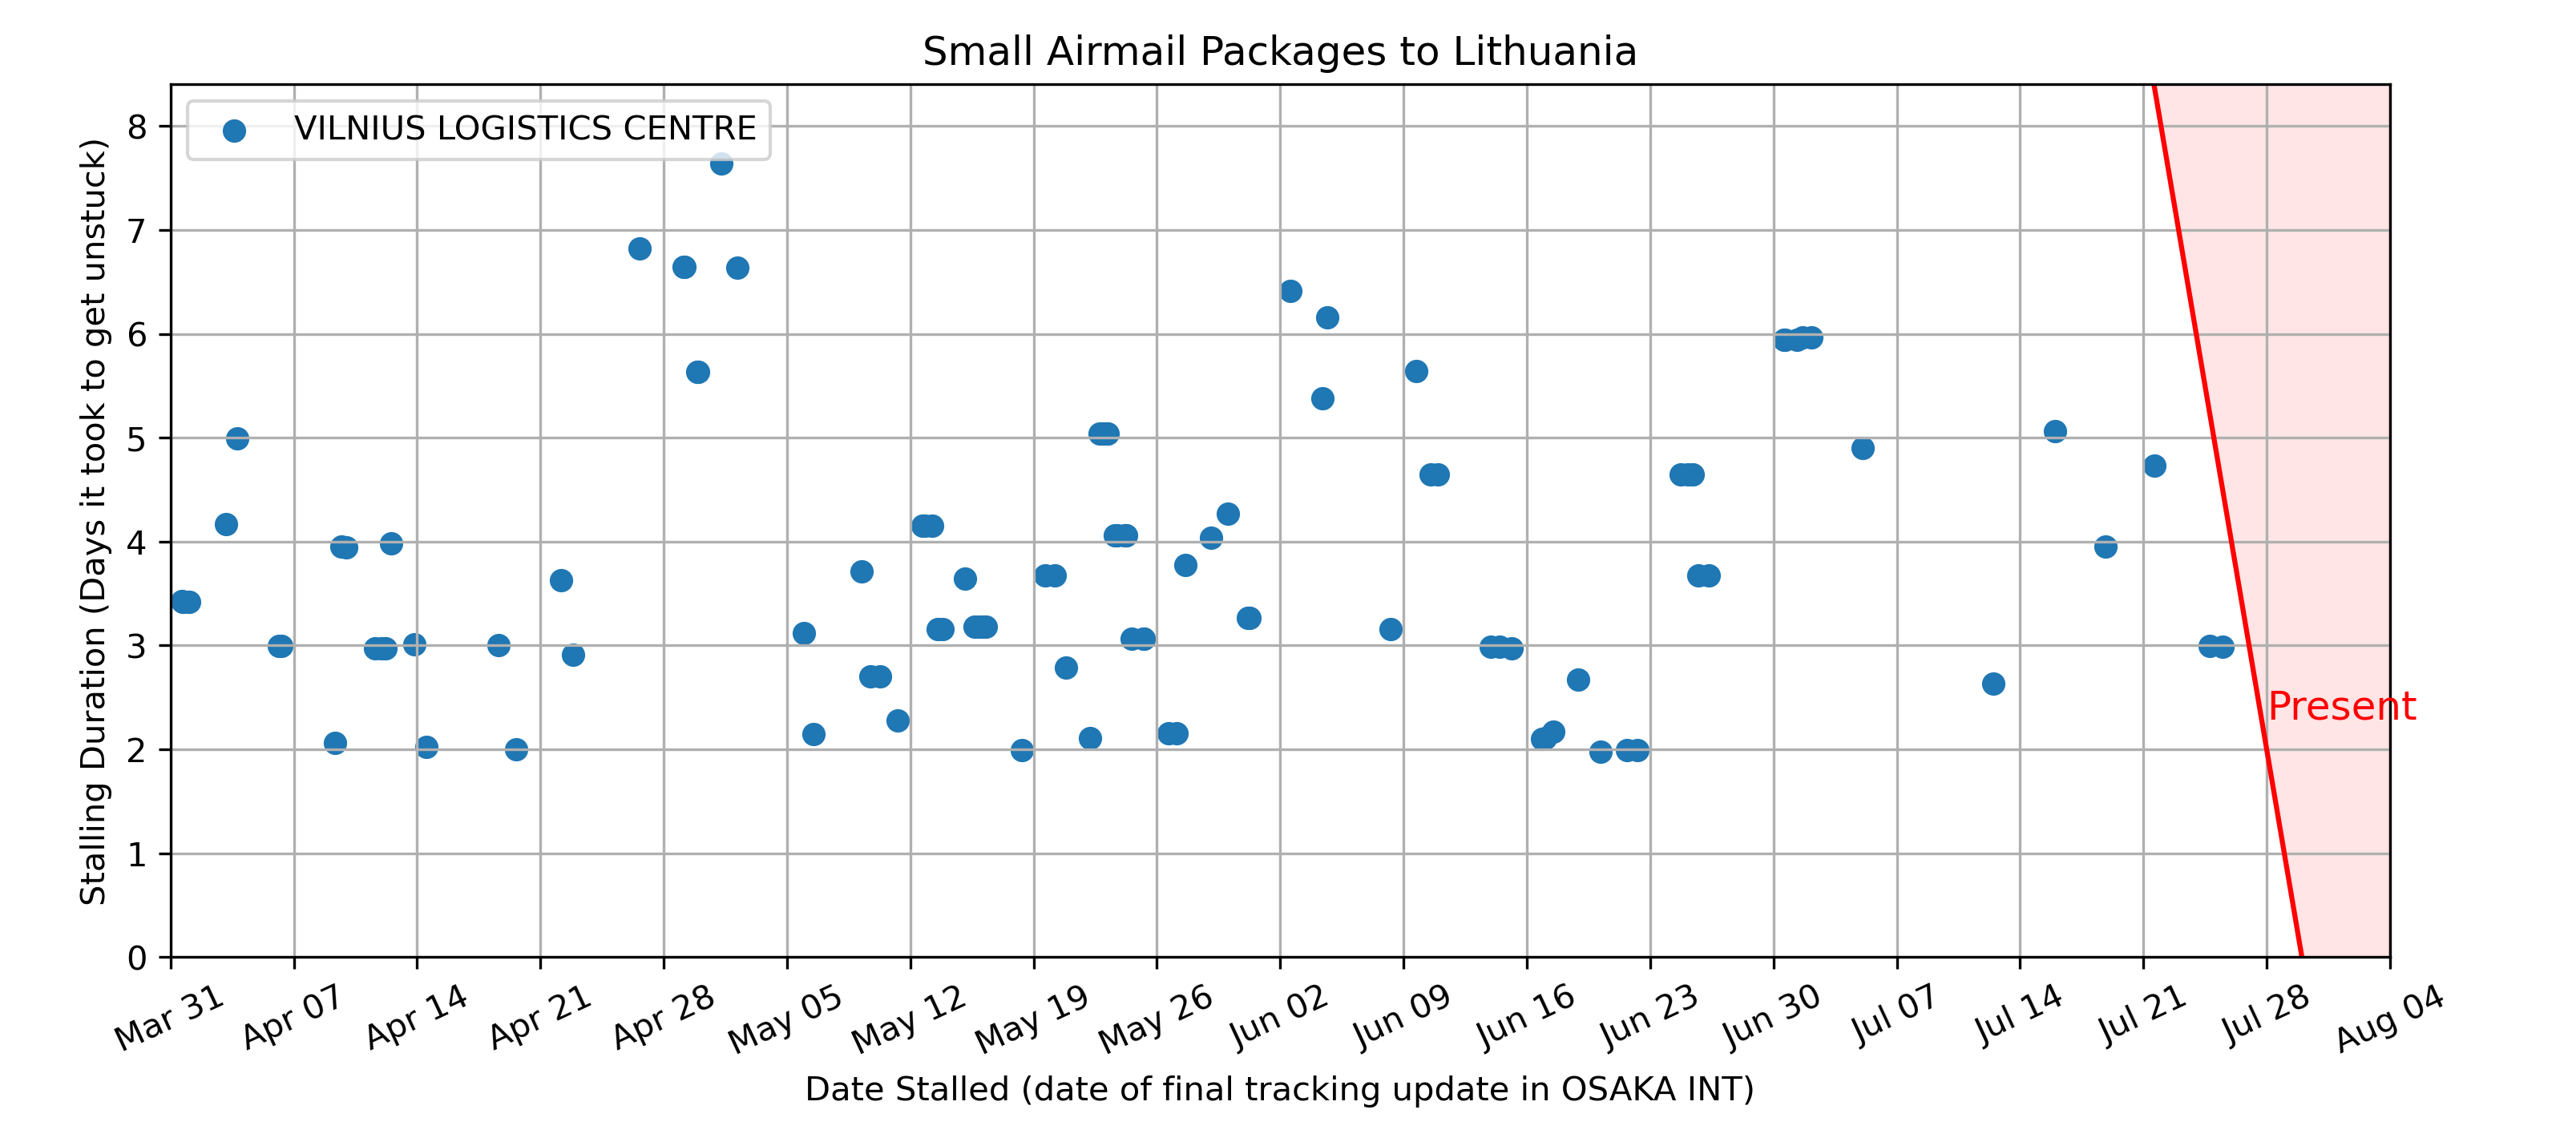 Small Airmail Packages to Lithuania
VILNIUS LOGISTICS CENTRE
Stalling Duration (Days it took to get unstuck)
8
7
6
5
4
3
2
1
0
Present
Mar 31
Apr 07
Apr 14
Apr 21
Apr 28
May 05
May 12
May 19
May 26
Jun 02
Jun 09
Jun 16
Jun 23
Jun 30
Jul 07
Jul 14
Jul 21
Jul 28
Aug 04
Date Stalled (date of final tracking update in OSAKA INT)